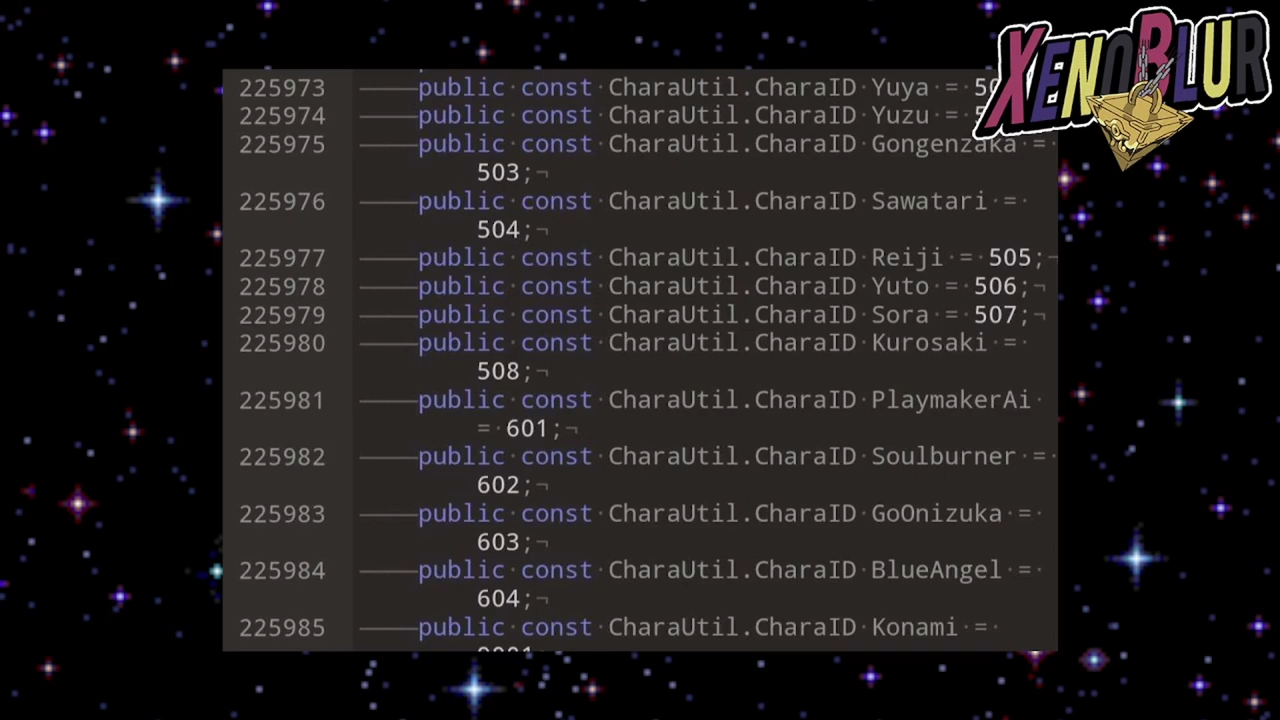 XENOBLUR
225973 public const CharaUtil.CharaID Yuya =
225974 public const CharaUtil.CharaID Yuzu =
225975 public const CharaUtil.CharaID Gongenzaka =
503;
225976 public const CharaUtil.CharaID Sawatari =
504;
225977 public const CharaUtil.CharaID Reiji = 505;
225978 public const CharaUtil.CharaID Yuto = 506;
225979 public const CharaUtil.CharaID Sora = 507;
225980 public const CharaUtil.CharaID Kurosaki =
508;
225981 public const CharaUtil.CharaID PlaymakerAi
= 601;
225982 public const CharaUtil.CharaID Soulburner =
602;
225983 public const CharaUtil.CharaID GoOnizuka =
603;
225984 public const CharaUtil.CharaID BlueAngel =
604;
225985 public const CharaUtil.CharaID Konami =